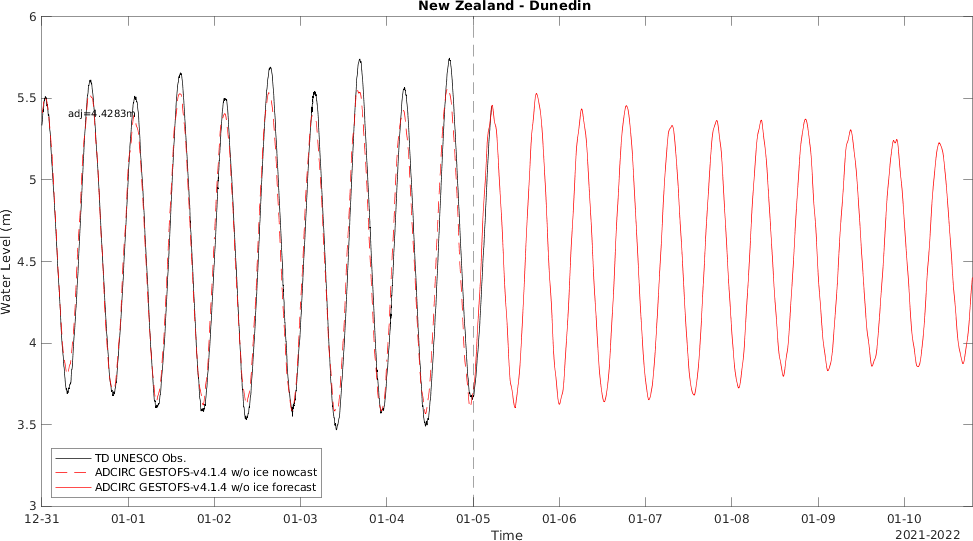 New Zealand - Dunedin
6
5.5
5
4.5
4
3.5
3
Water Level (m)
adj=4.4283m
TD UNESCO Obs.
ADCIRC GESTOFS-v4.1.4 w/o ice nowcast
ADCIRC GESTOFS-v4.1.4 w/o ice forecast
12-31 01-01 01-02 01-03 01-04 01-05 01-06 01-07 01-08 01-09 01-10
Time
2021-2022